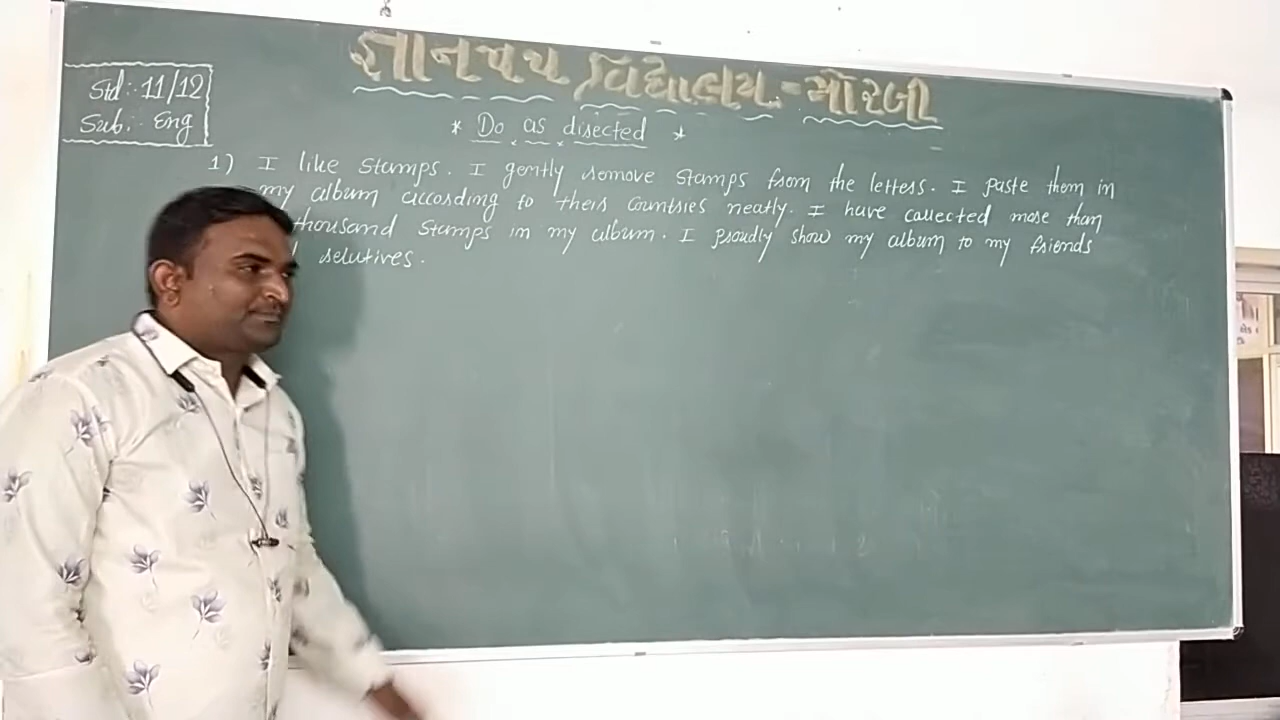 જ્ઞાનપથ વિદ્યાલય - મોરબી
Std :- 11/12
Sub :- Eng
* Do as directed *
1) I like stamps. I gently remove stamps from the letters. I paste them in
my album according to their countries neatly. I have collected more than
thousand stamps in my album. I proudly show my album to my friends
relatives.